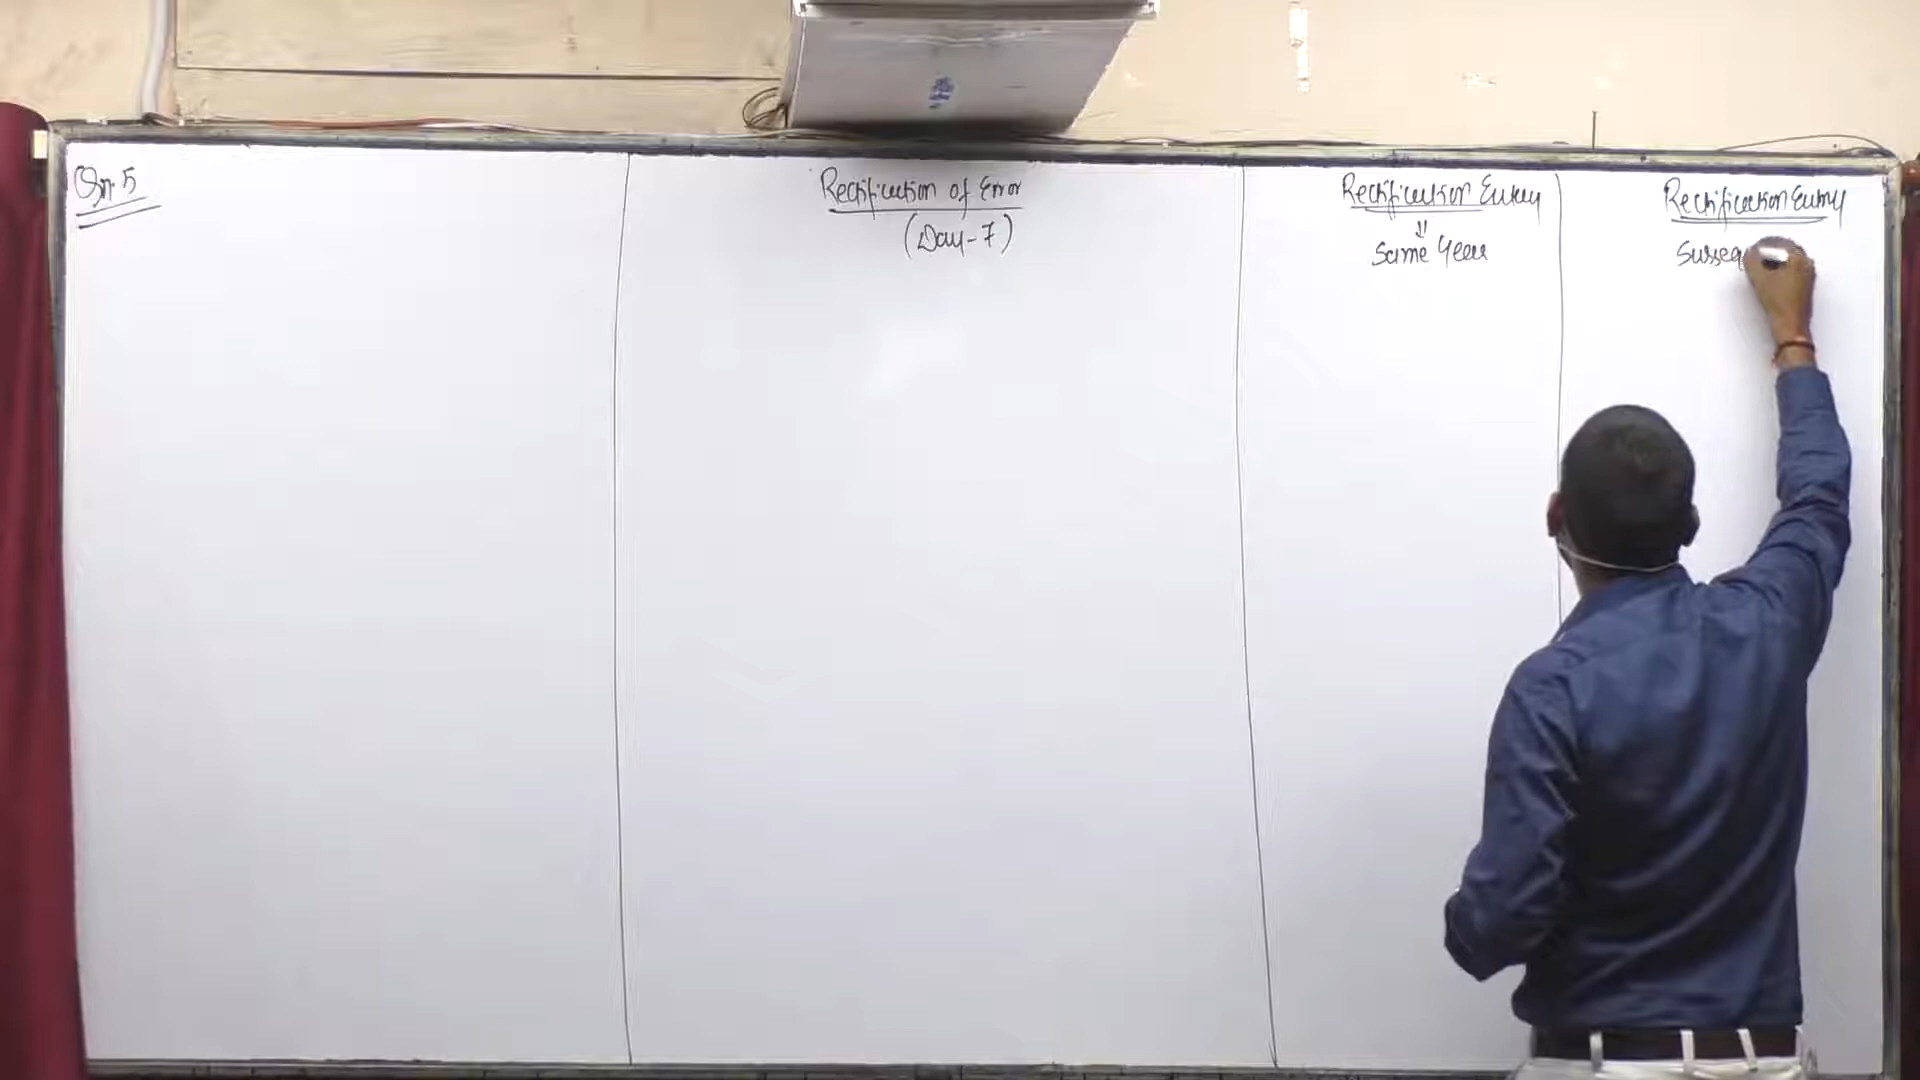 Qn. 5
Rectification of Error
(Day-7)
Rectification Entry
Same Year
Rectification Entry